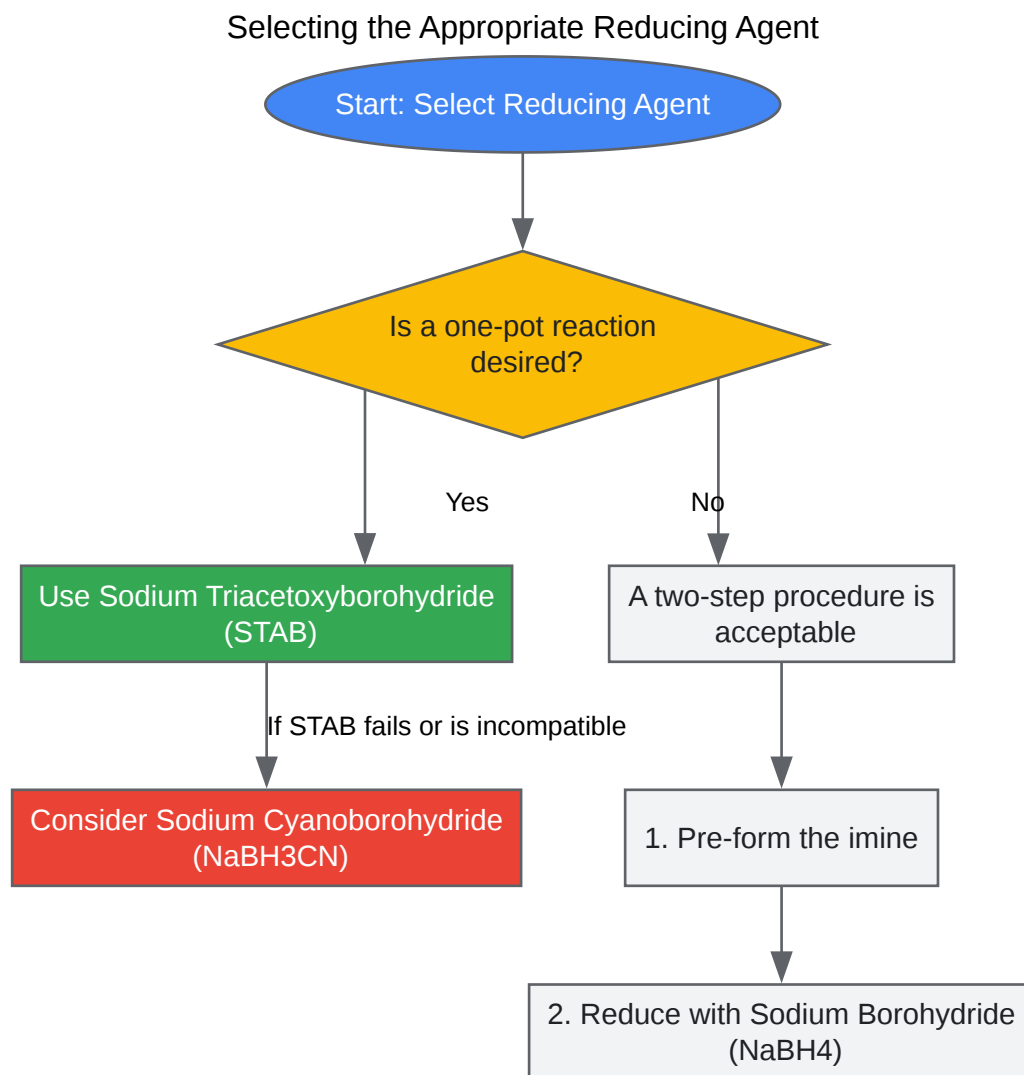 Selecting the Appropriate Reducing Agent
Start: Select Reducing Agent
Is a one-pot reaction
desired?
Yes
No
Use Sodium Triacetoxyborohydride
(STAB)
A two-step procedure is
acceptable
If STAB fails or is incompatible
Consider Sodium Cyanoborohydride
(NaBH3CN)
1. Pre-form the imine
2. Reduce with Sodium Borohydride
(NaBH4)